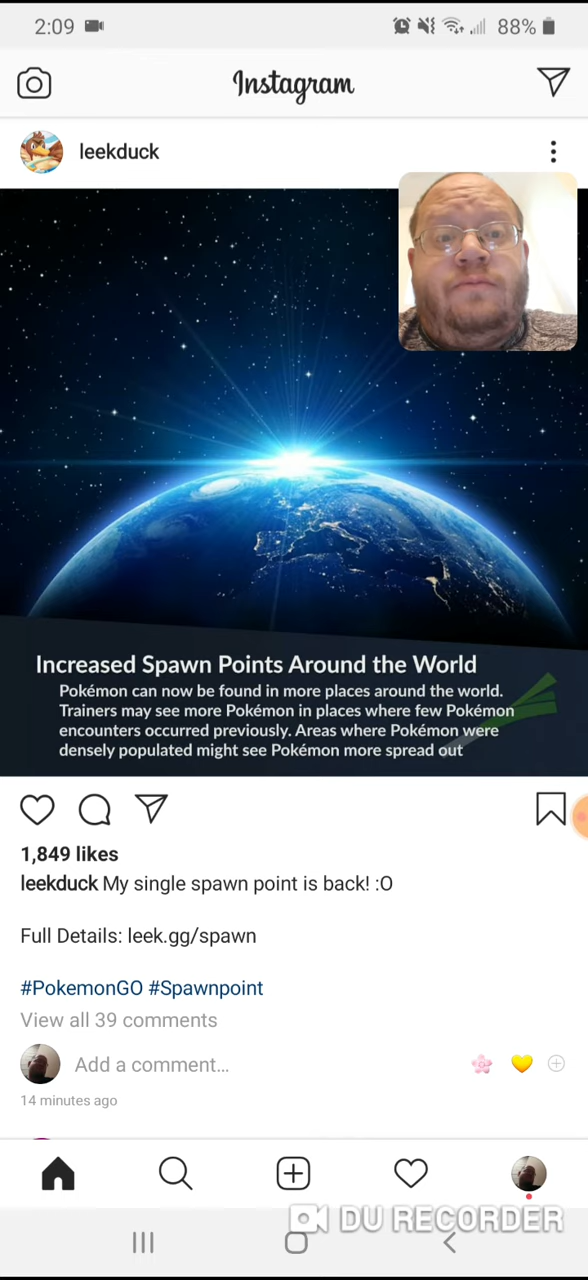 2:09 88%
Instagram
leekduck
Increased Spawn Points Around the World
Pokémon can now be found in more places around the world.
Trainers may see more Pokémon in places where few Pokémon
encounters occurred previously. Areas where Pokémon were
densely populated might see Pokémon more spread out
1,849 likes
leekduck My single spawn point is back! :O
Full Details: leek.gg/spawn
#PokemonGO #Spawnpoint
View all 39 comments
Add a comment...
14 minutes ago
DU RECORDER